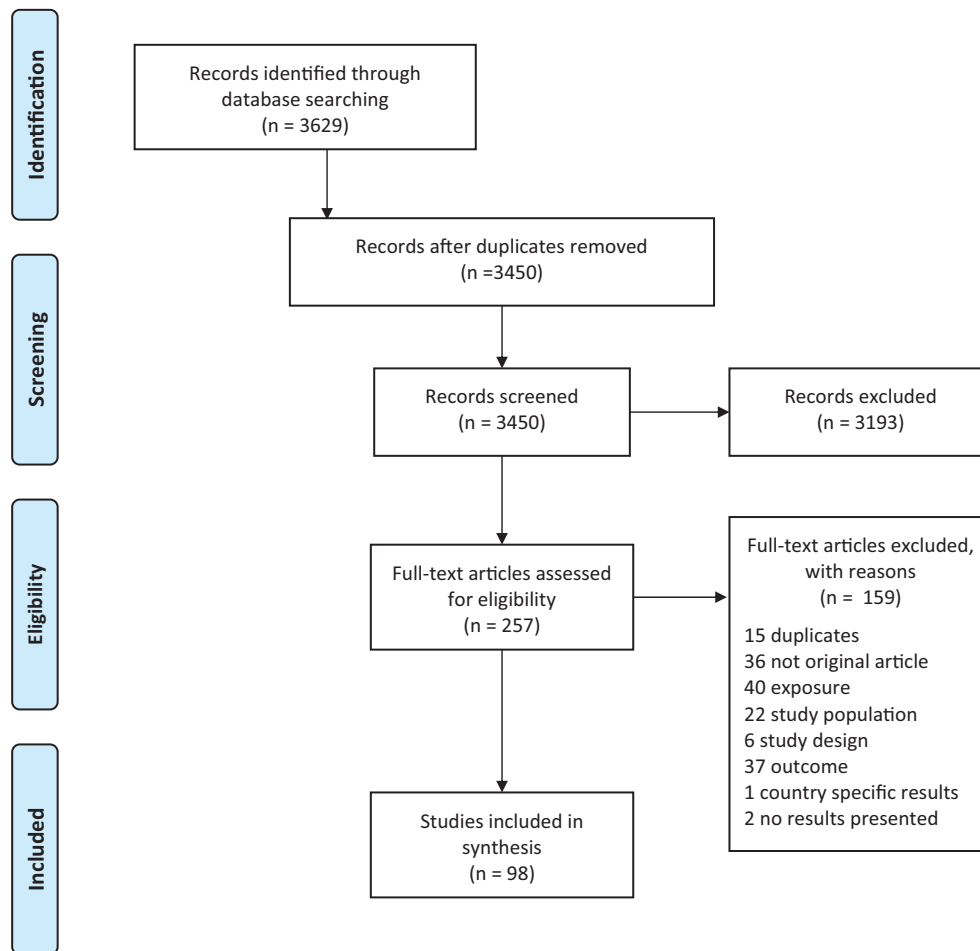 Identification
Records identified through
database searching
(n = 3629)
Records after duplicates removed
(n =3450)
Screening
Records screened
(n = 3450)
Records excluded
(n = 3193)
Eligibility
Full-text articles assessed
for eligibility
(n = 257)
Full-text articles excluded,
with reasons
(n = 159)
15 duplicates
36 not original article
40 exposure
22 study population
6 study design
37 outcome
1 country specific results
2 no results presented
Included
Studies included in
synthesis
(n = 98)